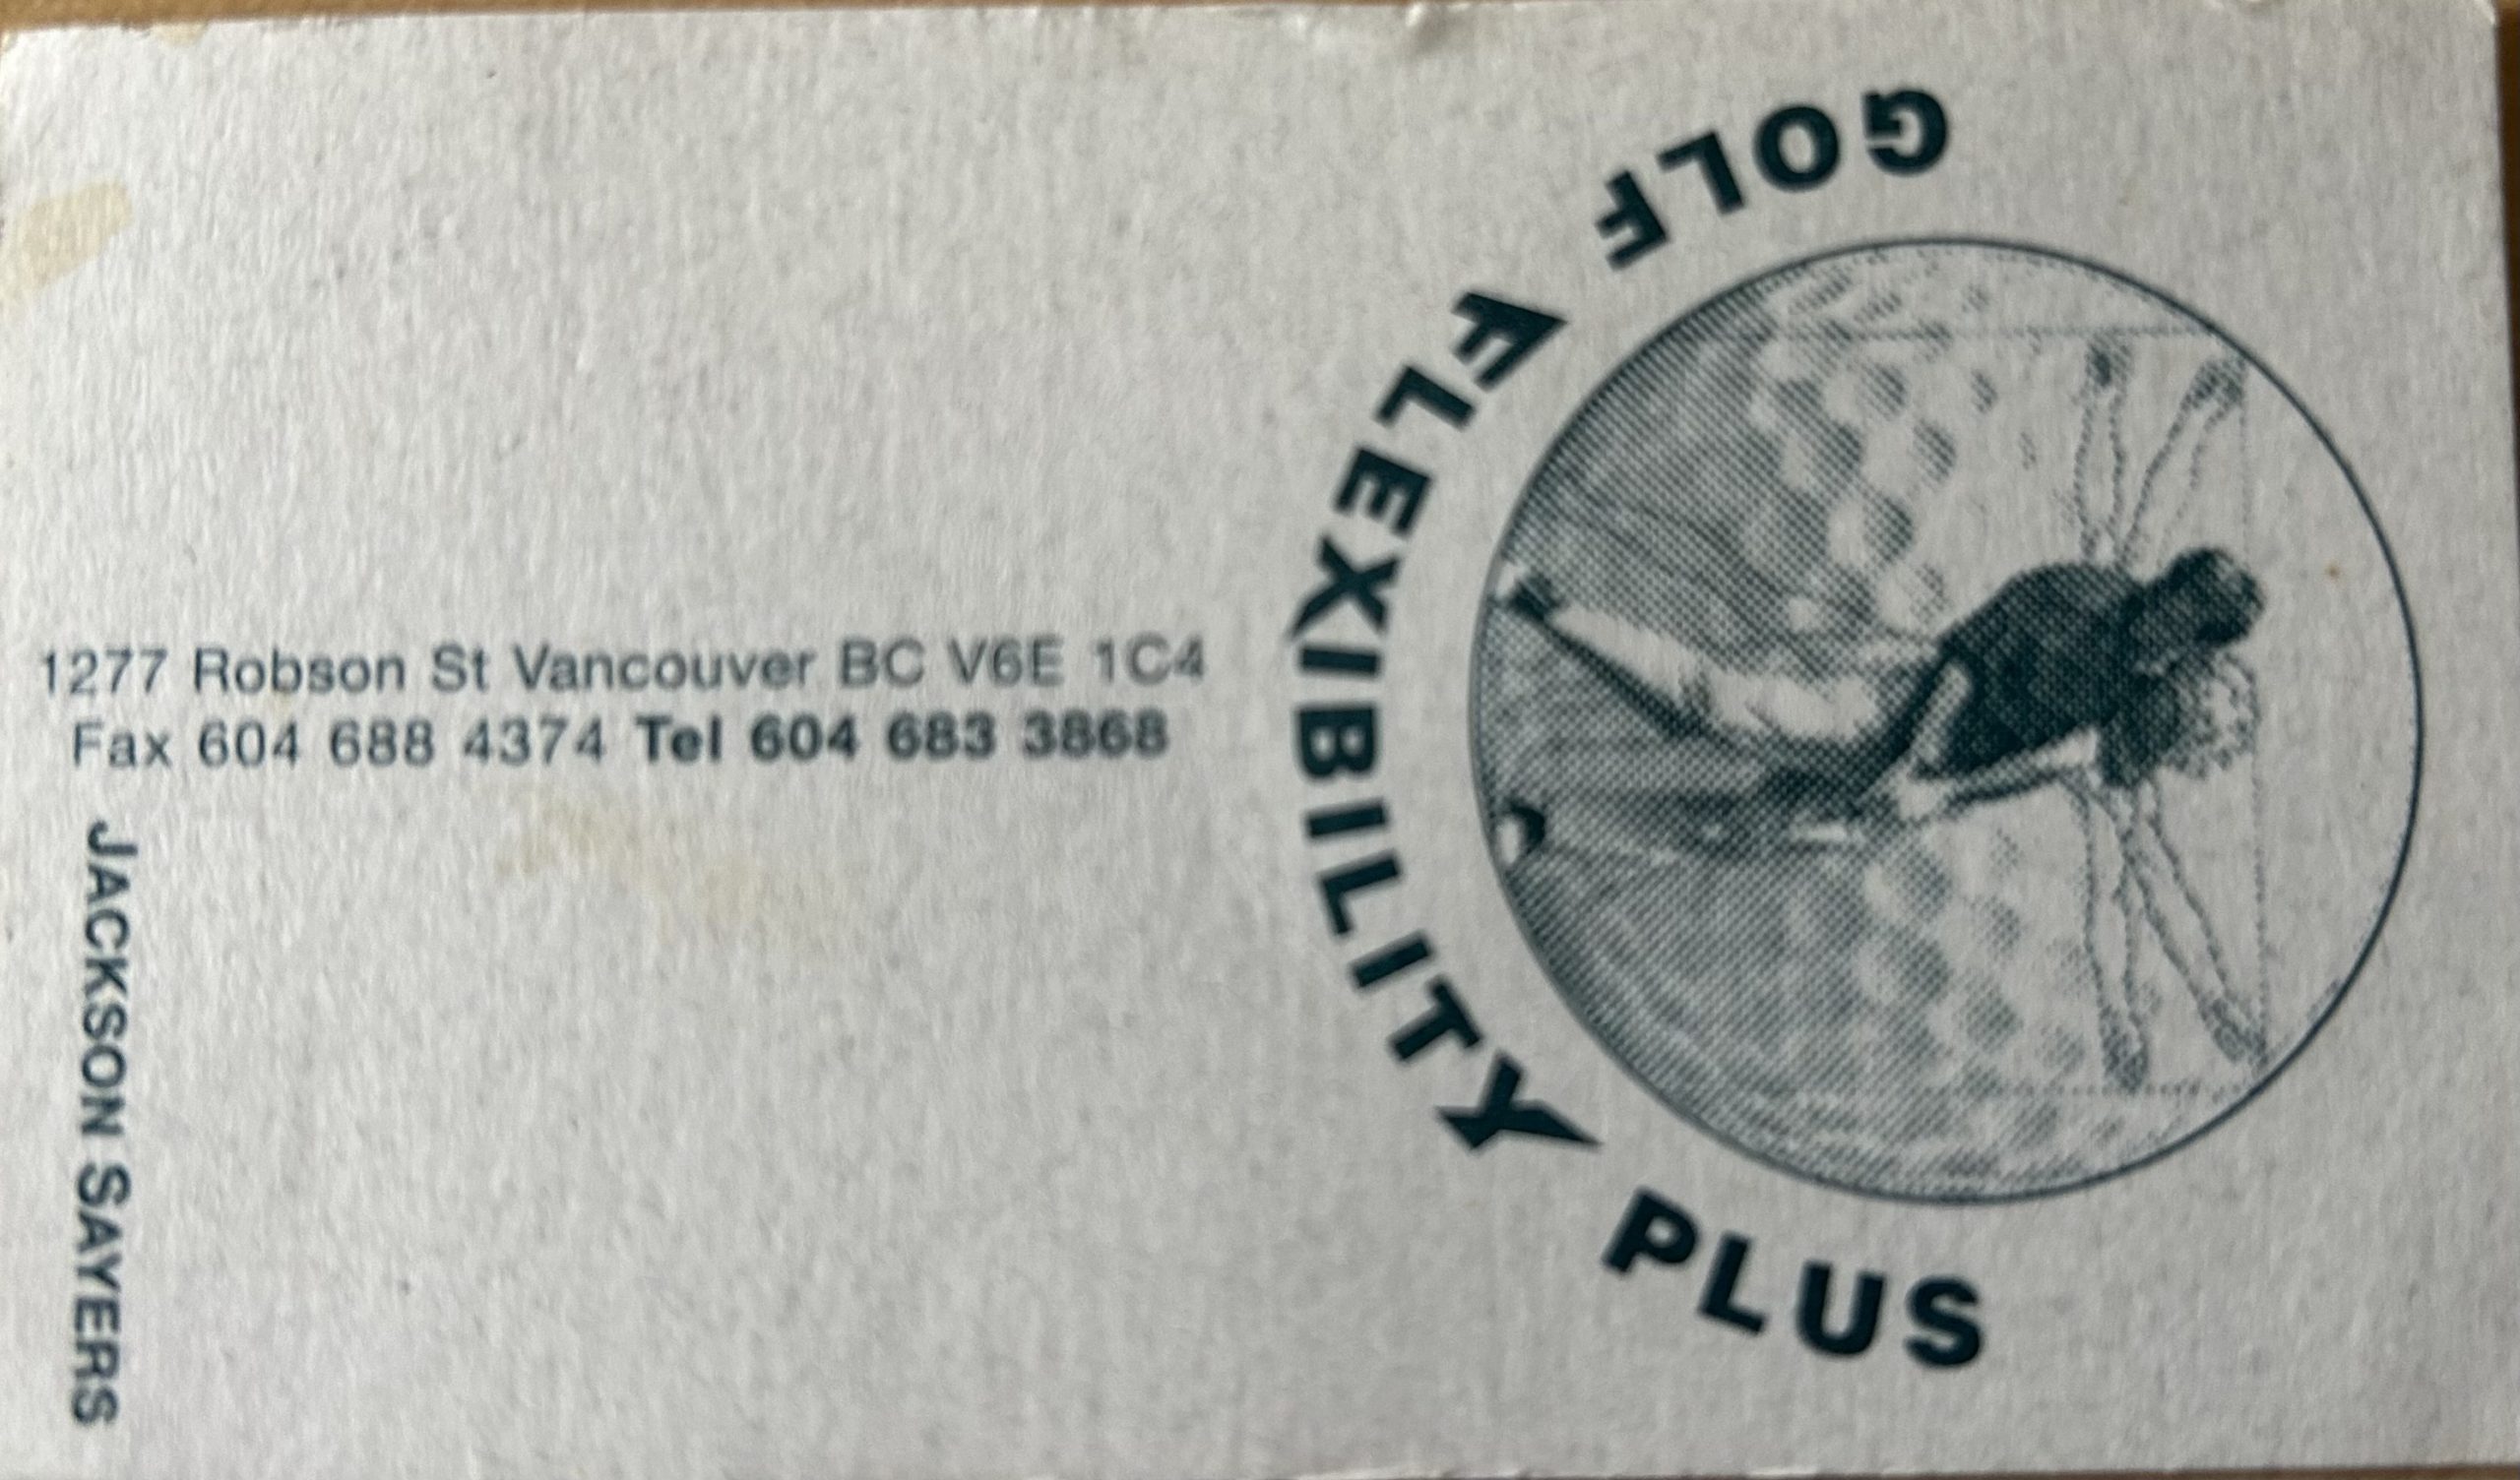 GOLF FLEXIBILITY PLUS
1277 Robson St Vancouver BC V6E 1C4
Fax 604 688 4374 Tel 604 683 3868
JACKSON SAYERS